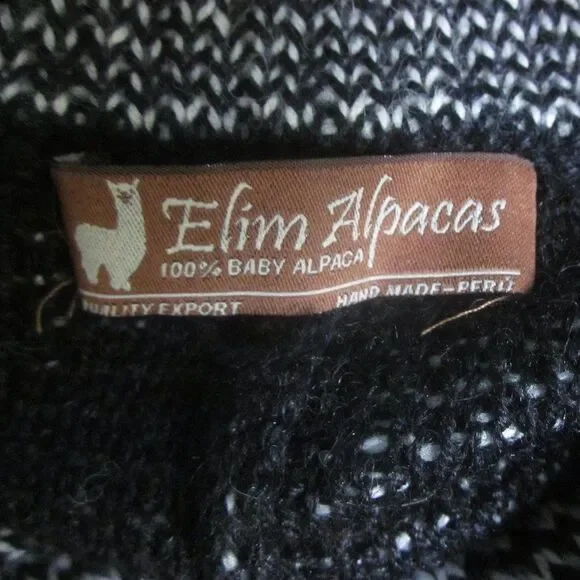 Elim Alpacas
100% BABY ALPACA
QUALITY EXPORT HAND MADE-PERU